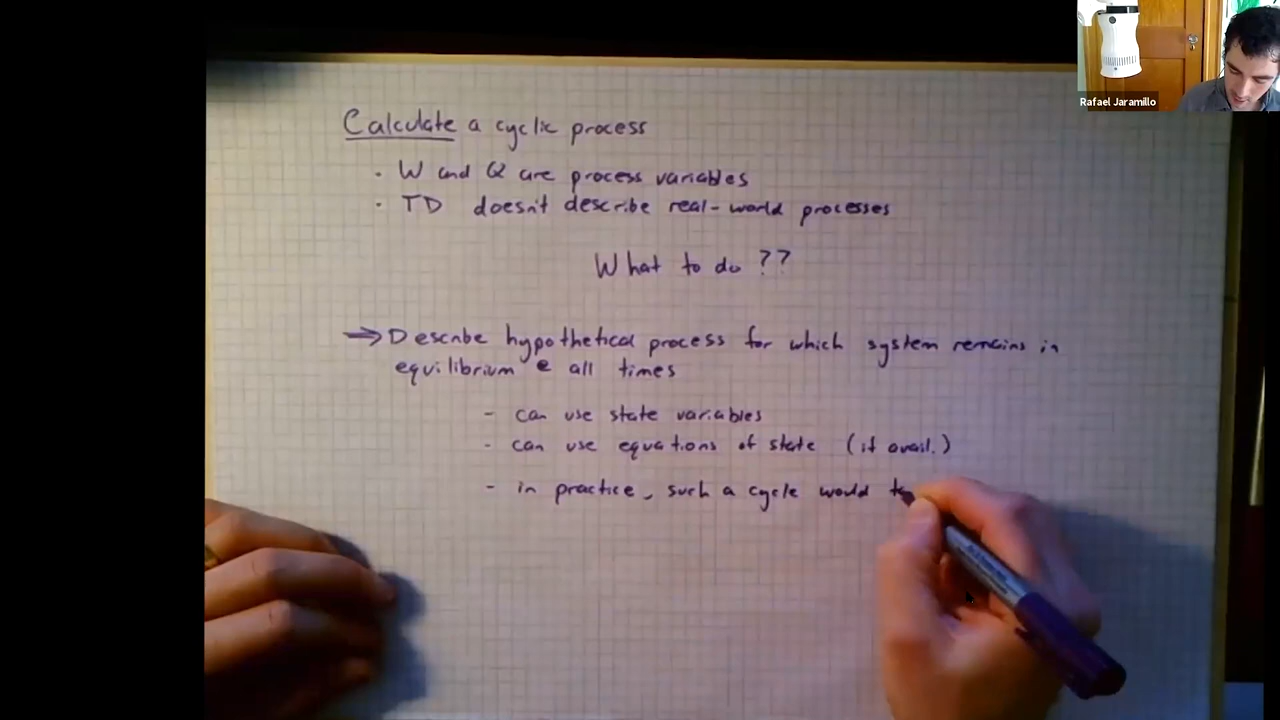 Rafael Jaramillo
Calculate a cyclic process
· W and Q are process variables
· TD doesn't describe real-world processes
What to do ??
⇒ Describe hypothetical process for which system remains in
equilibrium @ all times
- can use state variables
- can use equations of state (if avail.)
- in practice, such a cycle would